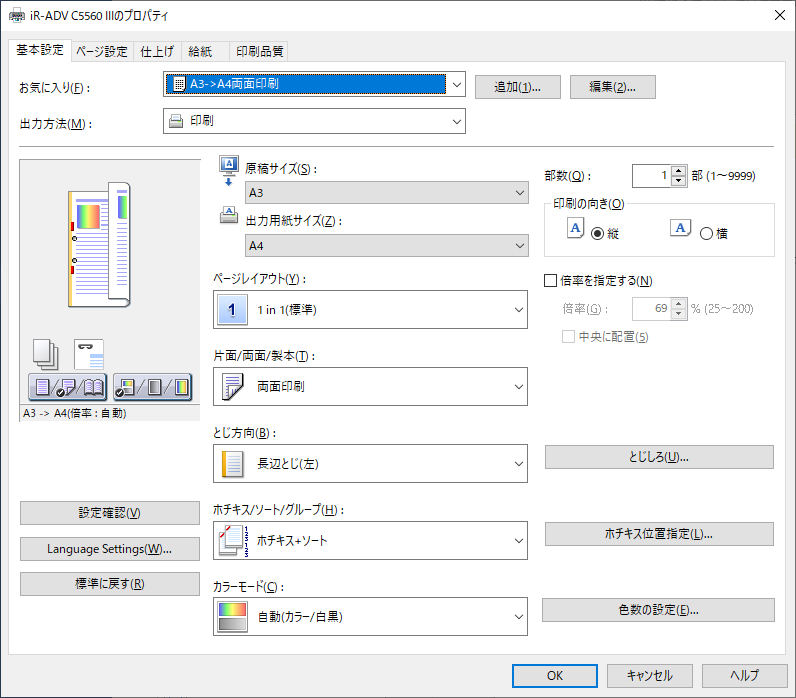 iR-ADV C5560 IIIのプロパティ
基本設定 ページ設定 仕上げ 給紙 印刷品質
お気に入り(F) : A3->A4両面印刷 追加(1)... 編集(2)...
出力方法(M) : 印刷
原稿サイズ(S) :
A3
出力用紙サイズ(Z) :
A4
ページレイアウト(Y) :
1 1 in 1(標準)
片面/両面/製本(T) :
両面印刷
とじ方向(B) :
長辺とじ(左)
ホチキス/ソート/グループ(H) :
ホチキス+ソート
カラーモード(C) :
自動(カラー/白黒)
部数(Q) : 1 部 (1～9999)
印刷の向き(O)
A 縦 A 横
倍率を指定する(N)
倍率(G) : 69 % (25～200)
中央に配置(5)
とじしろ(U)...
ホチキス位置指定(L)...
色数の設定(E)...
A3 -> A4(倍率 : 自動)
設定確認(V)
Language Settings(W)...
標準に戻す(R)
OK キャンセル ヘルプ